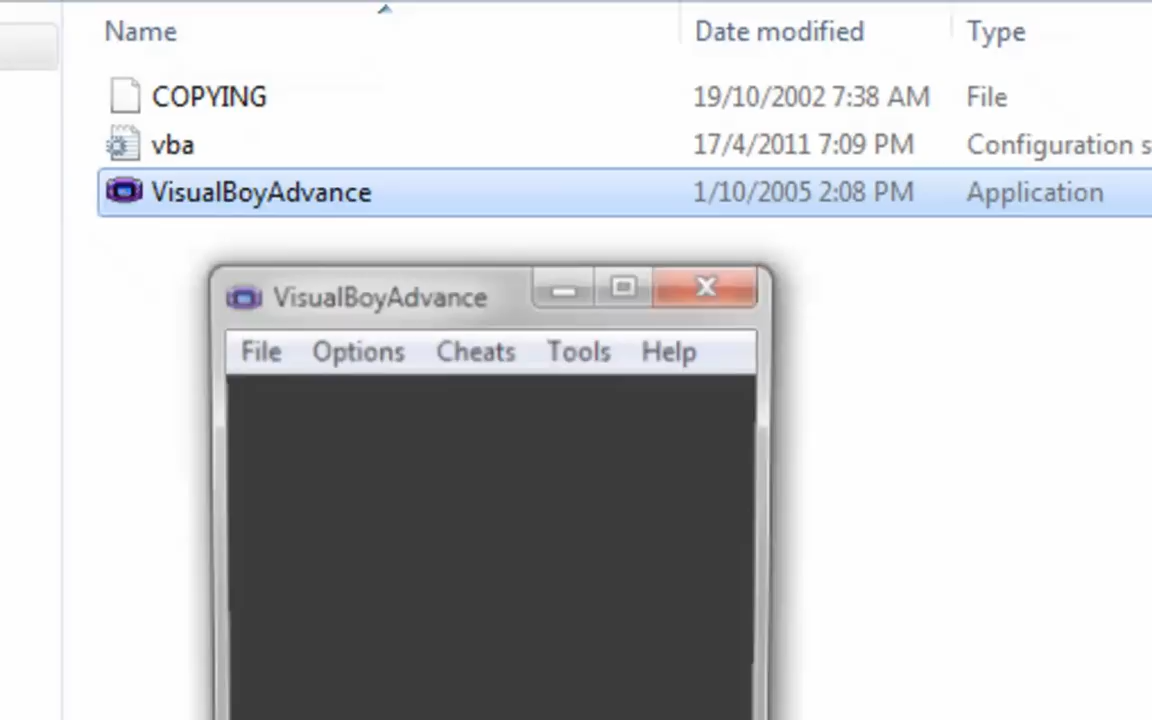 Name Date modified Type
COPYING 19/10/2002 7:38 AM File
vba 17/4/2011 7:09 PM Configuration s
VisualBoyAdvance 1/10/2005 2:08 PM Application
VisualBoyAdvance
File Options Cheats Tools Help